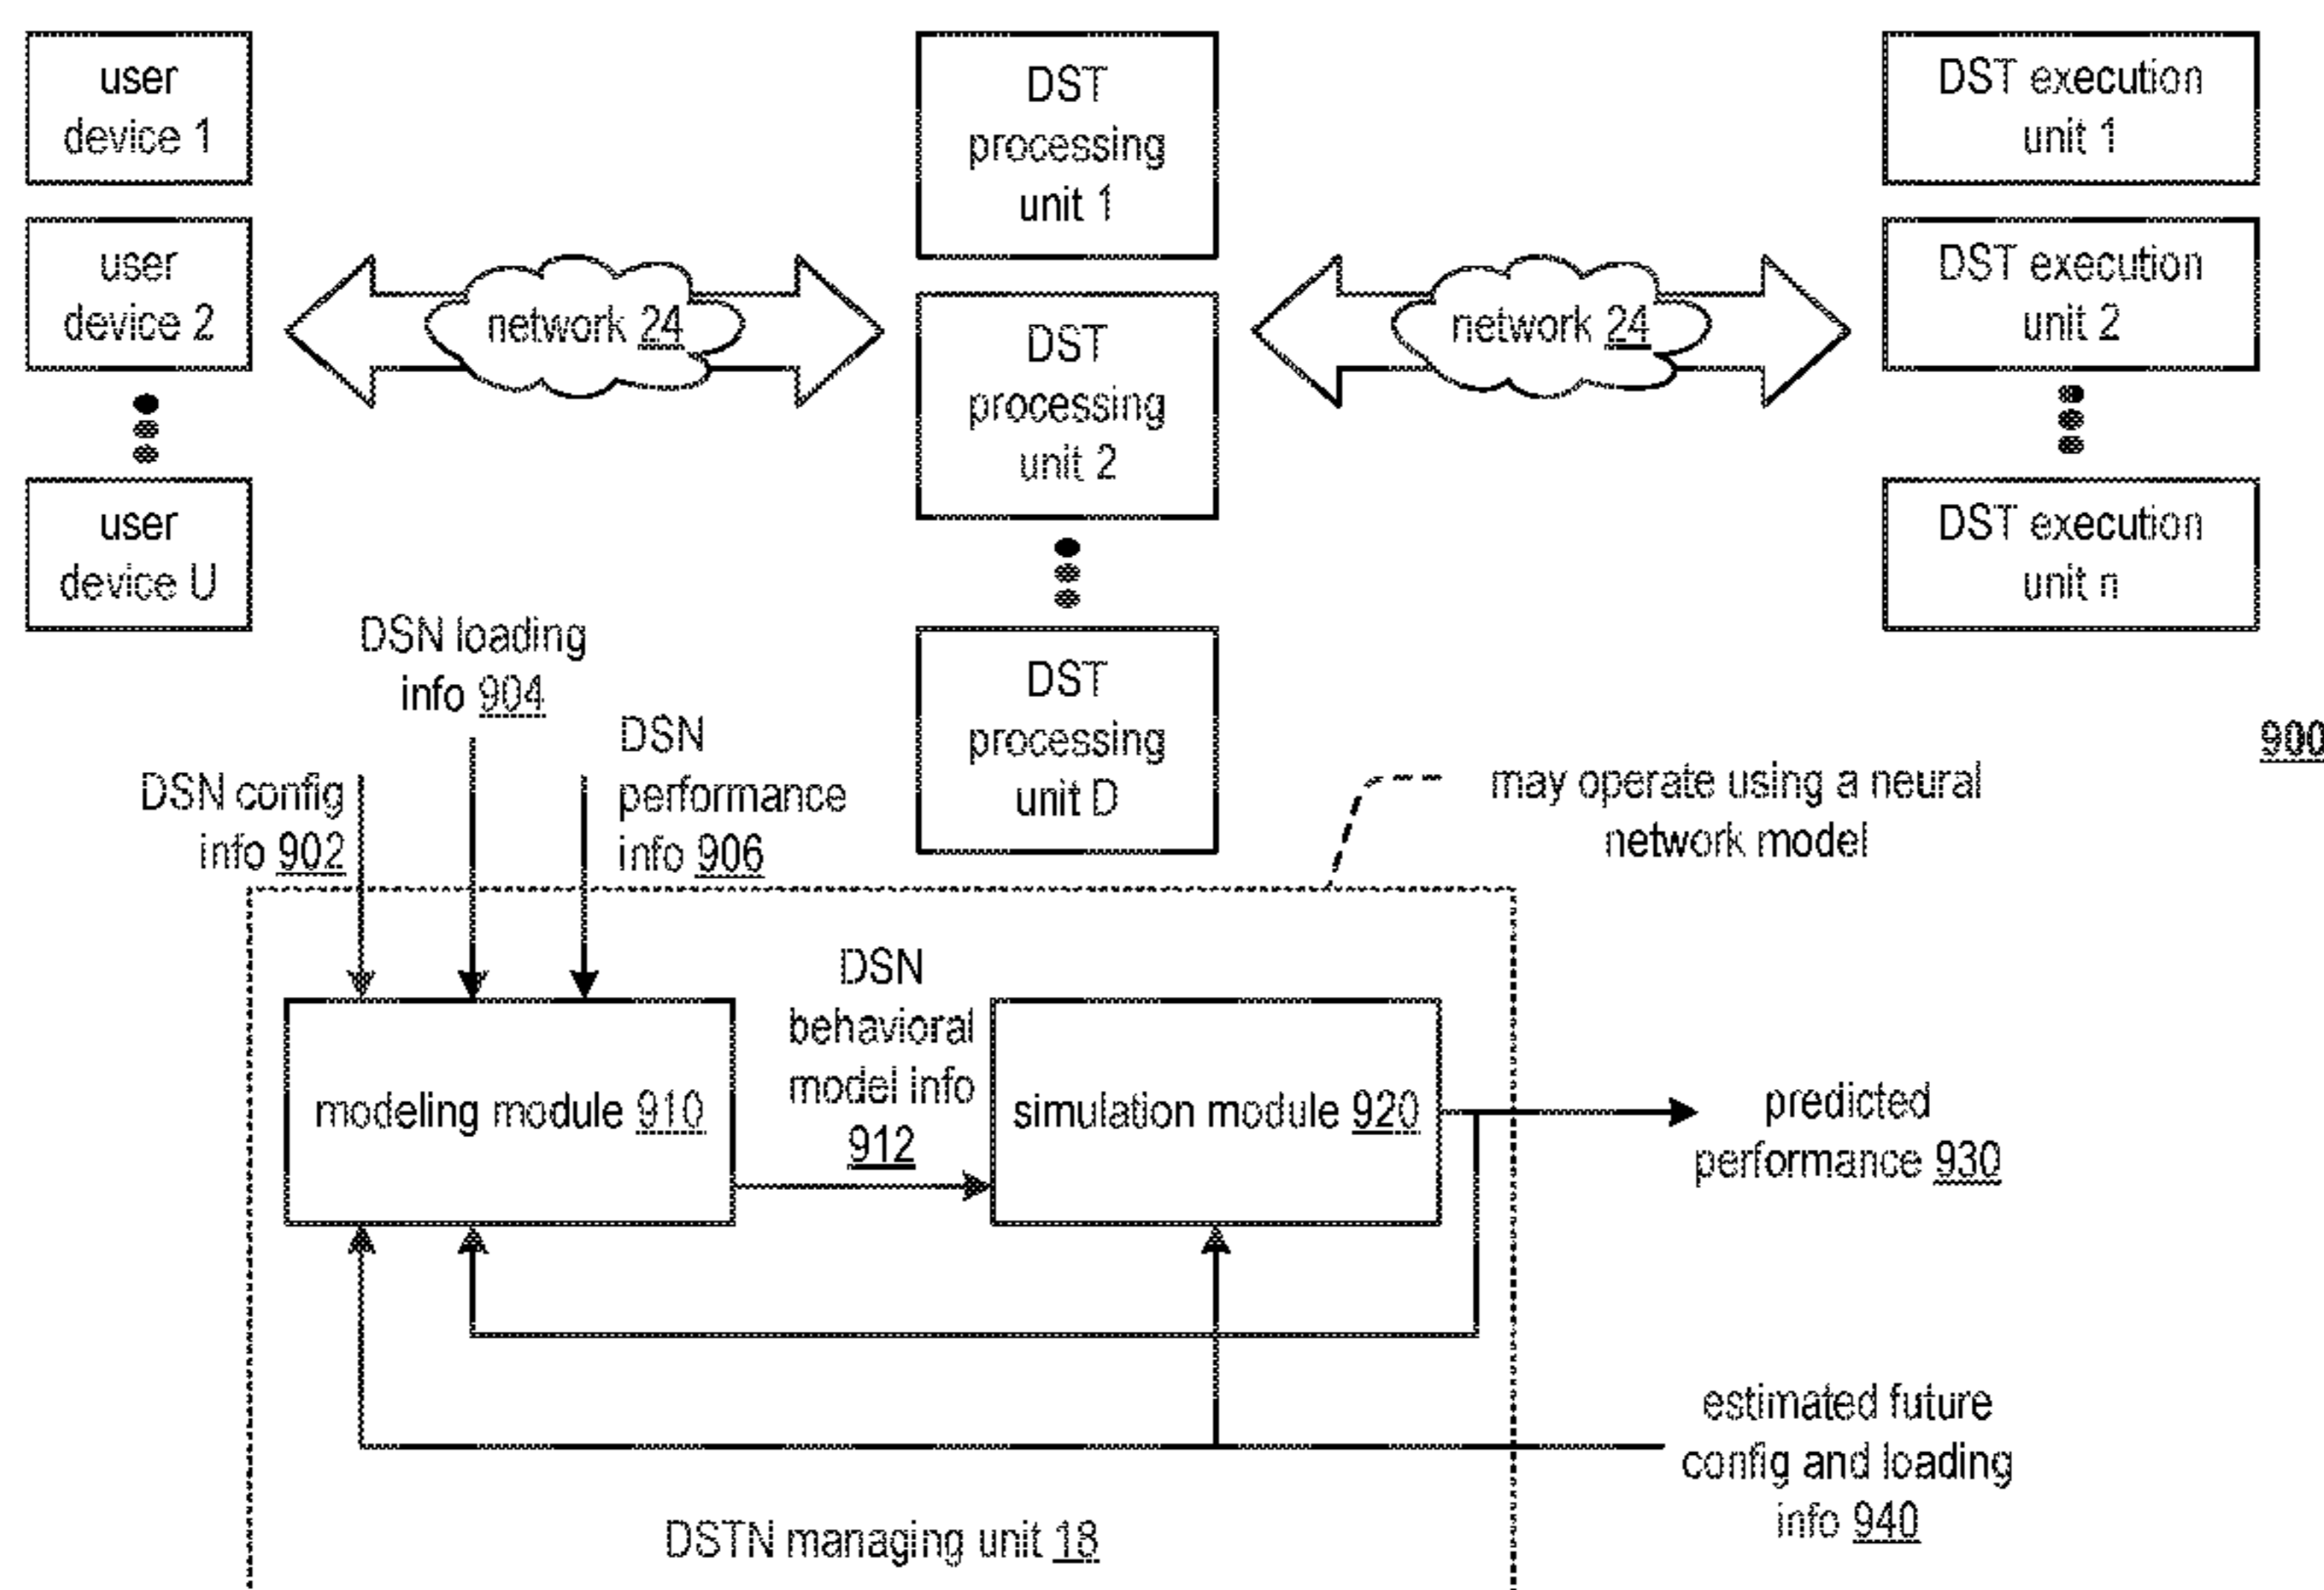 user
device 1
user
device 2
user
device U
network 24
DST
processing
unit 1
DST
processing
unit 2
DST
processing
unit D
network 24
DST execution
unit 1
DST execution
unit 2
DST execution
unit n
900
DSN loading
info 904
DSN config
info 902
DSN
performance
info 906
may operate using a neural
network model
modeling module 910
DSN
behavioral
model info
912
simulation module 920
predicted
performance 930
estimated future
config and loading
info 940
DSTN managing unit 18